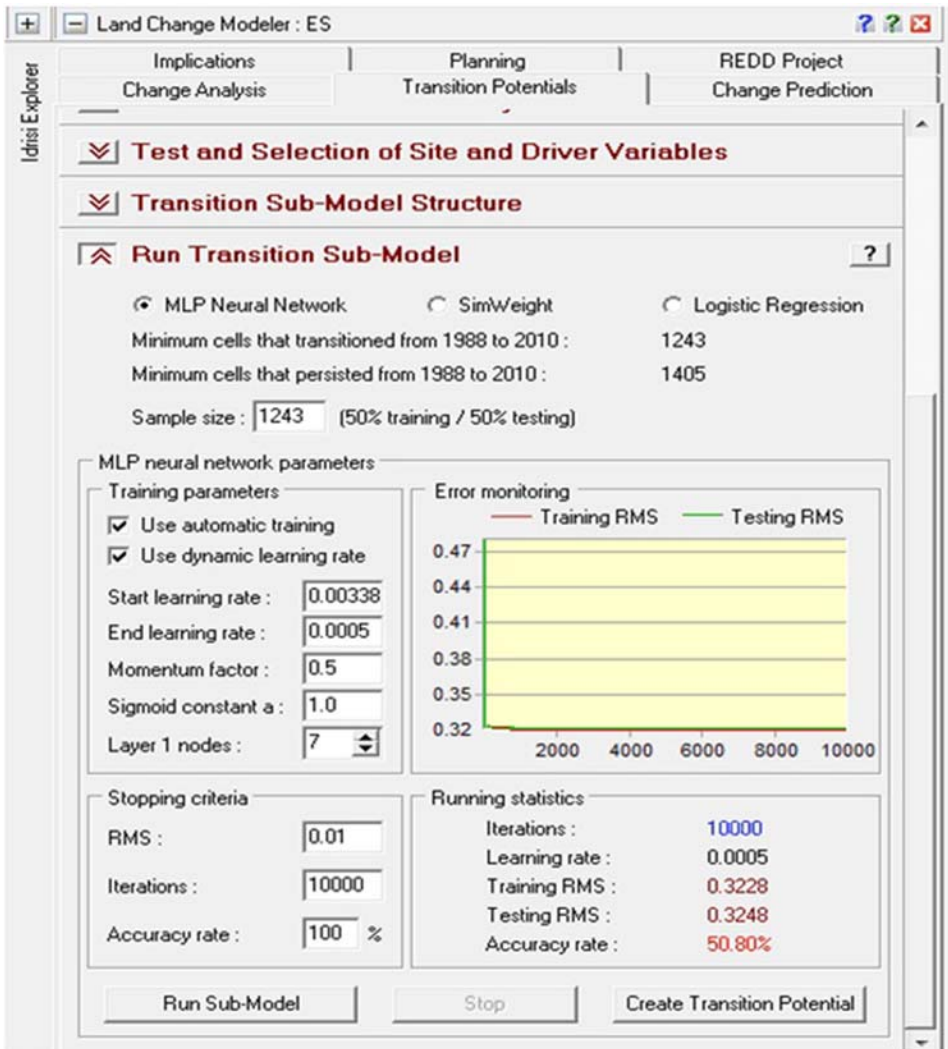 Land Change Modeler : ES
Idrisi Explorer
Implications Planning REDD Project
Change Analysis Transition Potentials Change Prediction
Test and Selection of Site and Driver Variables
Transition Sub-Model Structure
Run Transition Sub-Model ?
MLP Neural Network SimWeight Logistic Regression
Minimum cells that transitioned from 1988 to 2010 : 1243
Minimum cells that persisted from 1988 to 2010 : 1405
Sample size : 1243 (50% training / 50% testing)
MLP neural network parameters
Training parameters
Use automatic training
Use dynamic learning rate
Start learning rate : 0.00338
End learning rate : 0.0005
Momentum factor : 0.5
Sigmoid constant a : 1.0
Layer 1 nodes : 7
Error monitoring
Training RMS Testing RMS
0.47
0.44
0.41
0.38
0.35
0.32
2000 4000 6000 8000 10000
Stopping criteria
RMS : 0.01
Iterations : 10000
Accuracy rate : 100 %
Running statistics
Iterations : 10000
Learning rate : 0.0005
Training RMS : 0.3228
Testing RMS : 0.3248
Accuracy rate : 50.80%
Run Sub-Model Stop Create Transition Potential